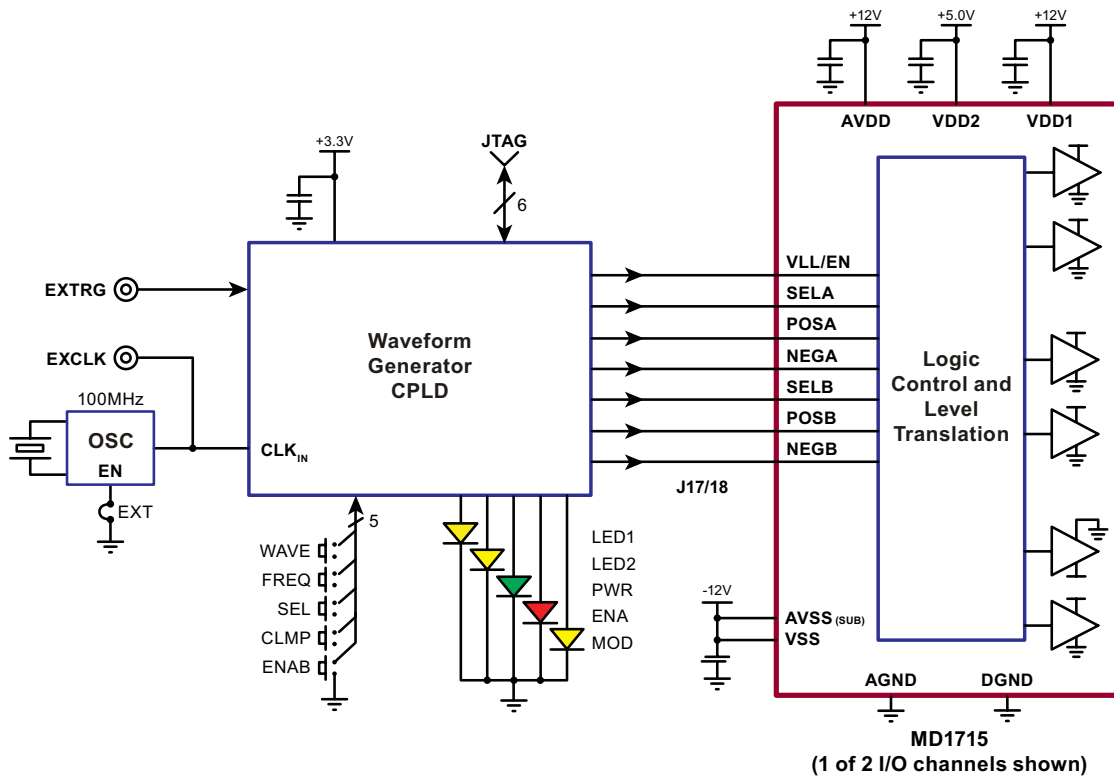 +12V
+5.0V
+12V
AVDD
VDD2
VDD1
+3.3V
JTAG
6
EXTRG
EXCLK
100MHz
OSC
EN
EXT
Waveform
Generator
CPLD
CLKIN
VLL/EN
SELA
POSA
NEGA
SELB
POSB
NEGB
J17/18
Logic
Control and
Level
Translation
5
WAVE
FREQ
SEL
CLMP
ENAB
LED1
LED2
PWR
ENA
MOD
-12V
AVSS (SUB)
VSS
AGND
DGND
MD1715
(1 of 2 I/O channels shown)